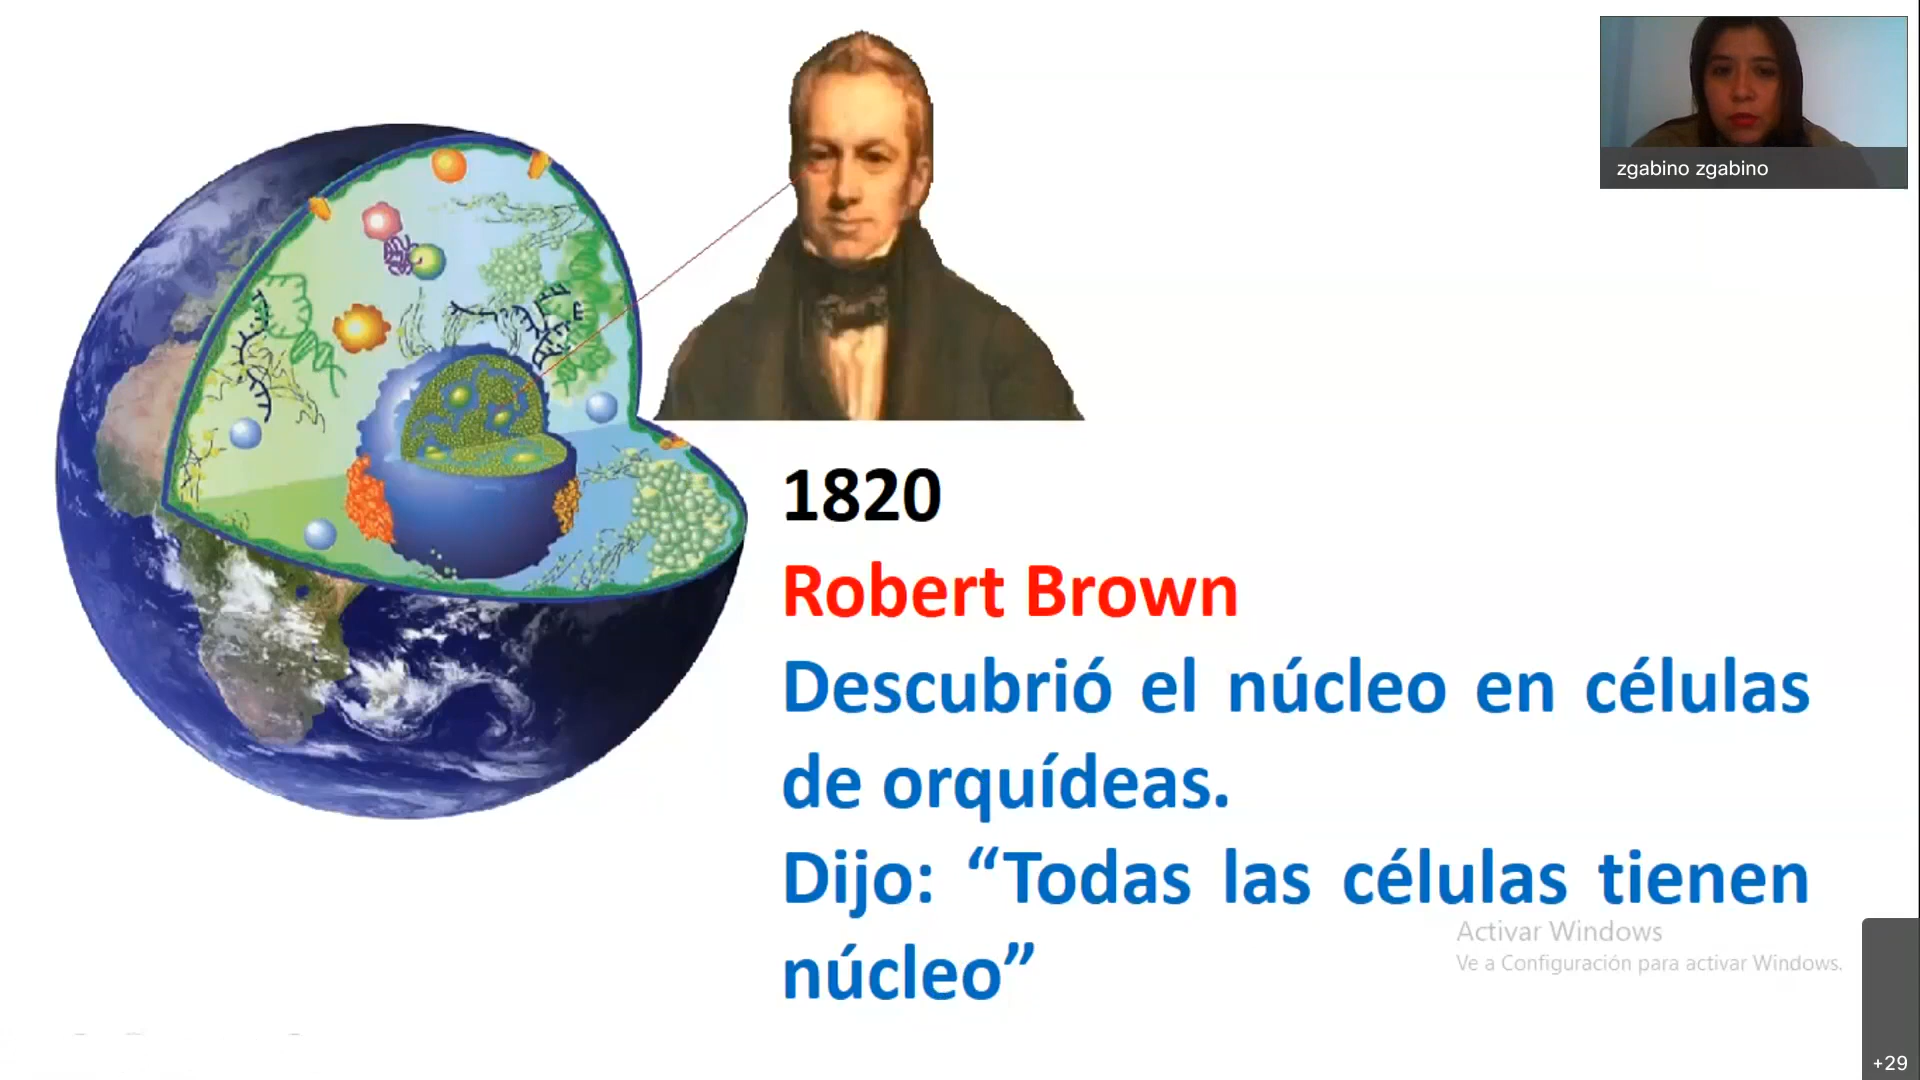 zgabino zgabino
1820
Robert Brown
Descubrió el núcleo en células
de orquídeas.
Dijo: “Todas las células tienen
núcleo”
Activar Windows
Ve a Configuración para activar Windows.
+29